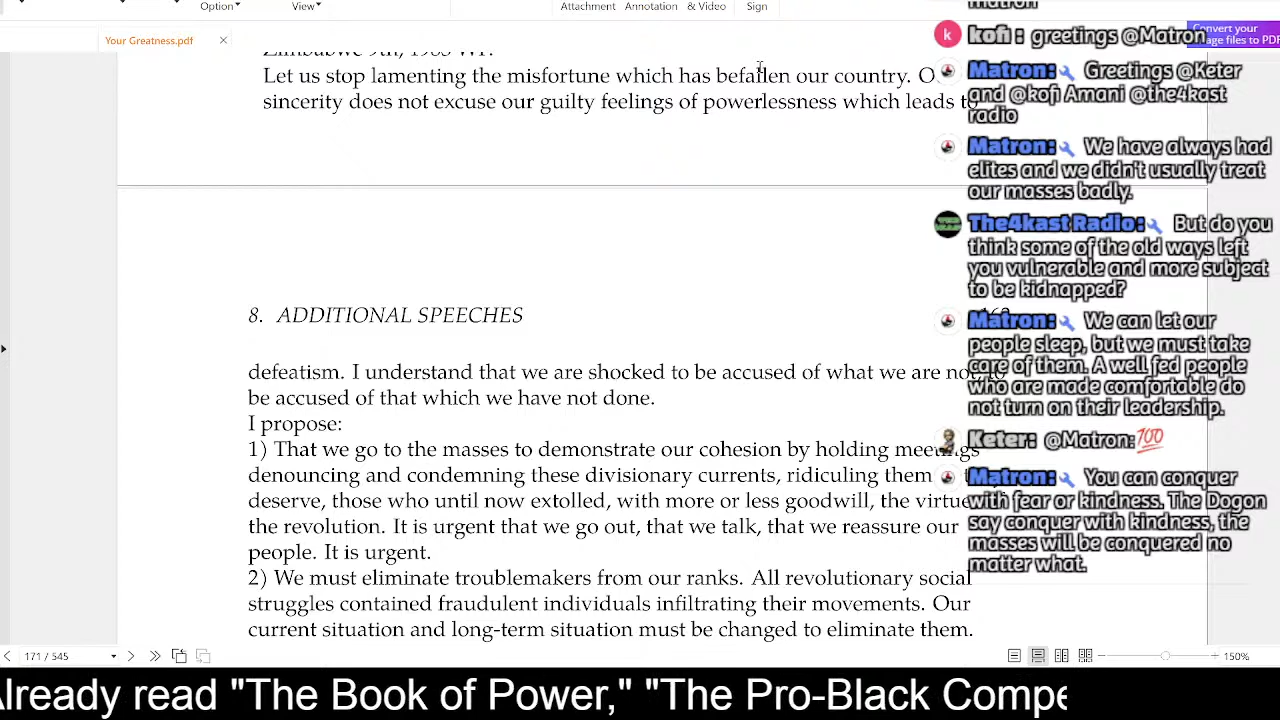 Option
View
Attachment Annotation & Video Sign
Your Greatness.pdf
Convert your
age files to PDF
Let us stop lamenting the misfortune which has befallen our country. O
sincerity does not excuse our guilty feelings of powerlessness which leads to
8. ADDITIONAL SPEECHES
defeatism. I understand that we are shocked to be accused of what we are not, to
be accused of that which we have not done.
I propose:
1) That we go to the masses to demonstrate our cohesion by holding meetings
denouncing and condemning these divisionary currents, ridiculing them
deserve, those who until now extolled, with more or less goodwill, the virtue
the revolution. It is urgent that we go out, that we talk, that we reassure our
people. It is urgent.
2) We must eliminate troublemakers from our ranks. All revolutionary social
struggles contained fraudulent individuals infiltrating their movements. Our
current situation and long-term situation must be changed to eliminate them.
k kofi : greetings @Matron
Matron: Greetings @Keter
and @kofi Amani @the4kast
radio
Matron: We have always had
elites and we didn't usually treat
our masses badly.
The4kast Radio: But do you
think some of the old ways left
you vulnerable and more subject
to be kidnapped?
Matron: We can let our
people sleep, but we must take
care of them. A well fed people
who are made comfortable do
not turn on their leadership.
Keter: @Matron:💯
Matron: You can conquer
with fear or kindness. The Dogon
say conquer with kindness, the
masses will be conquered no
matter what.
171 / 545
150%
Already read "The Book of Power," "The Pro-Black Compe